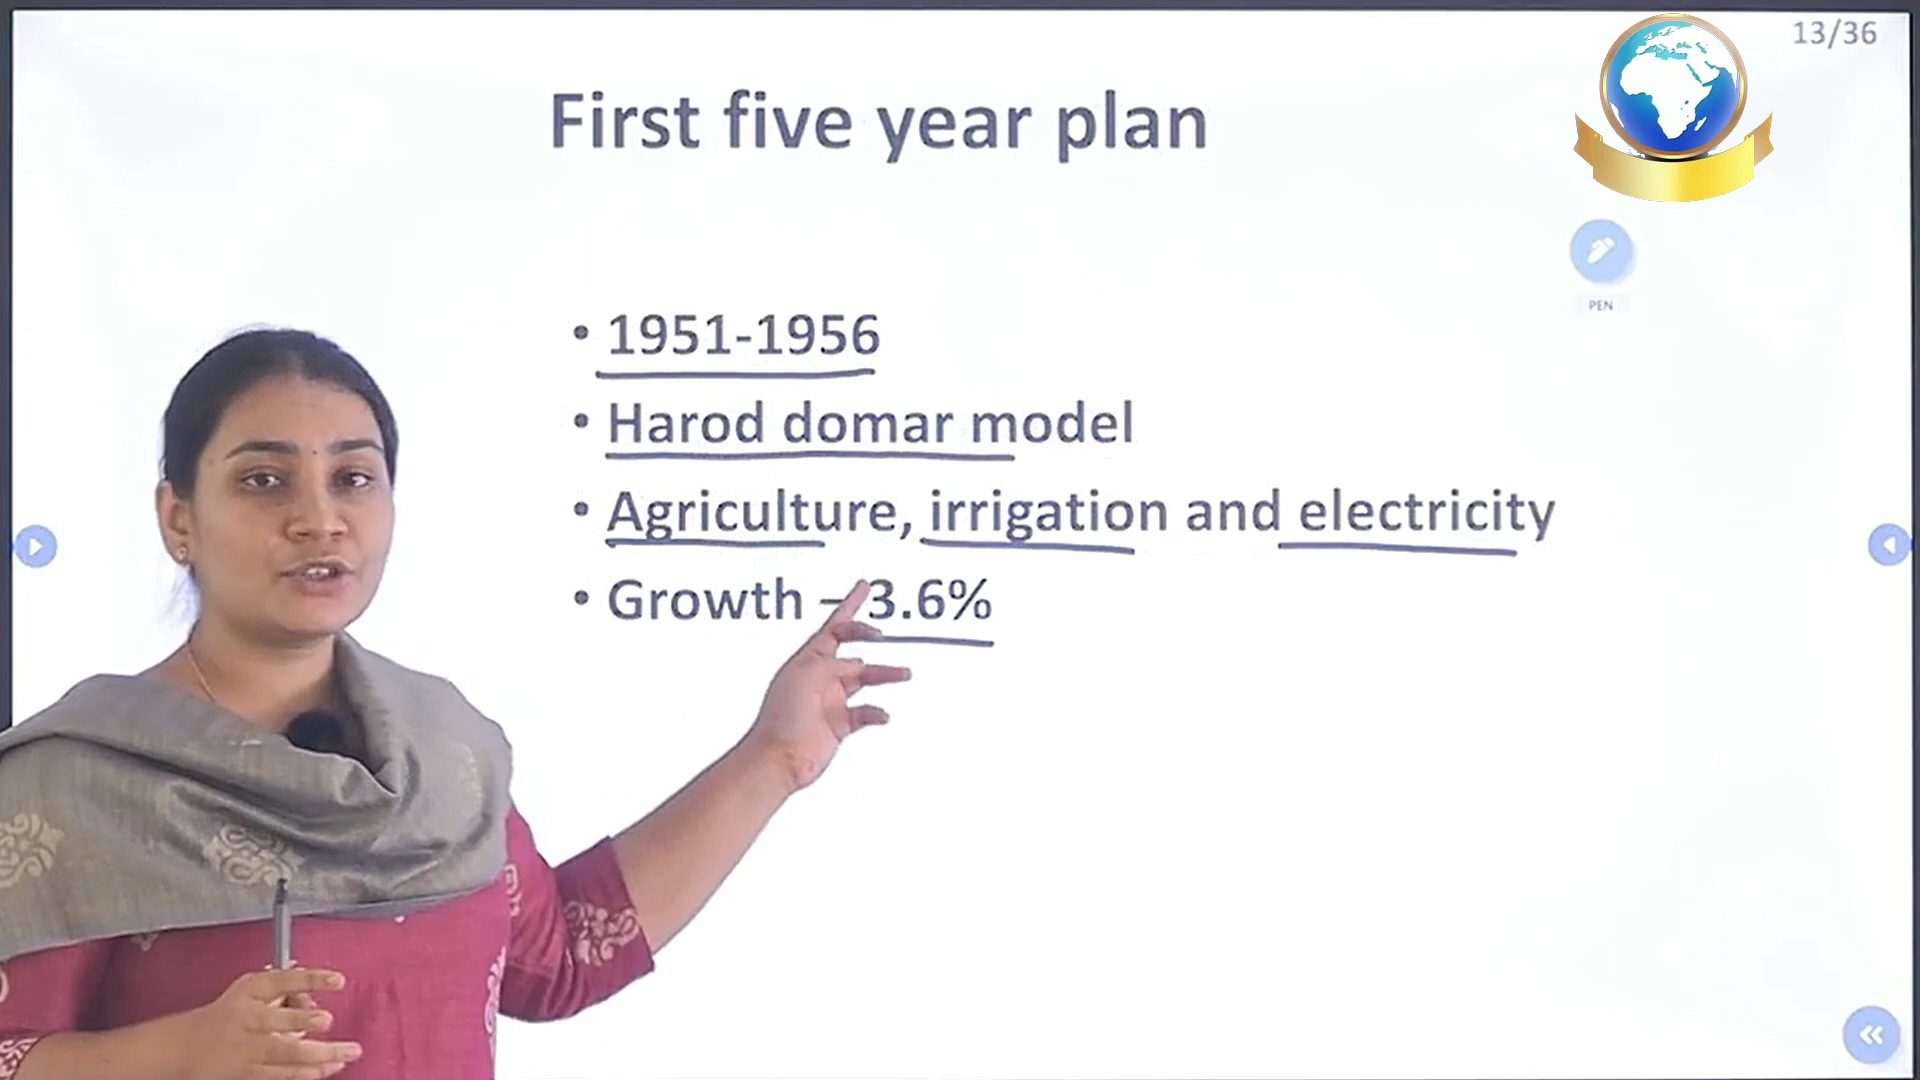 13/36
First five year plan
PEN
• 1951-1956
• Harod domar model
• Agriculture, irrigation and electricity
• Growth – 3.6%